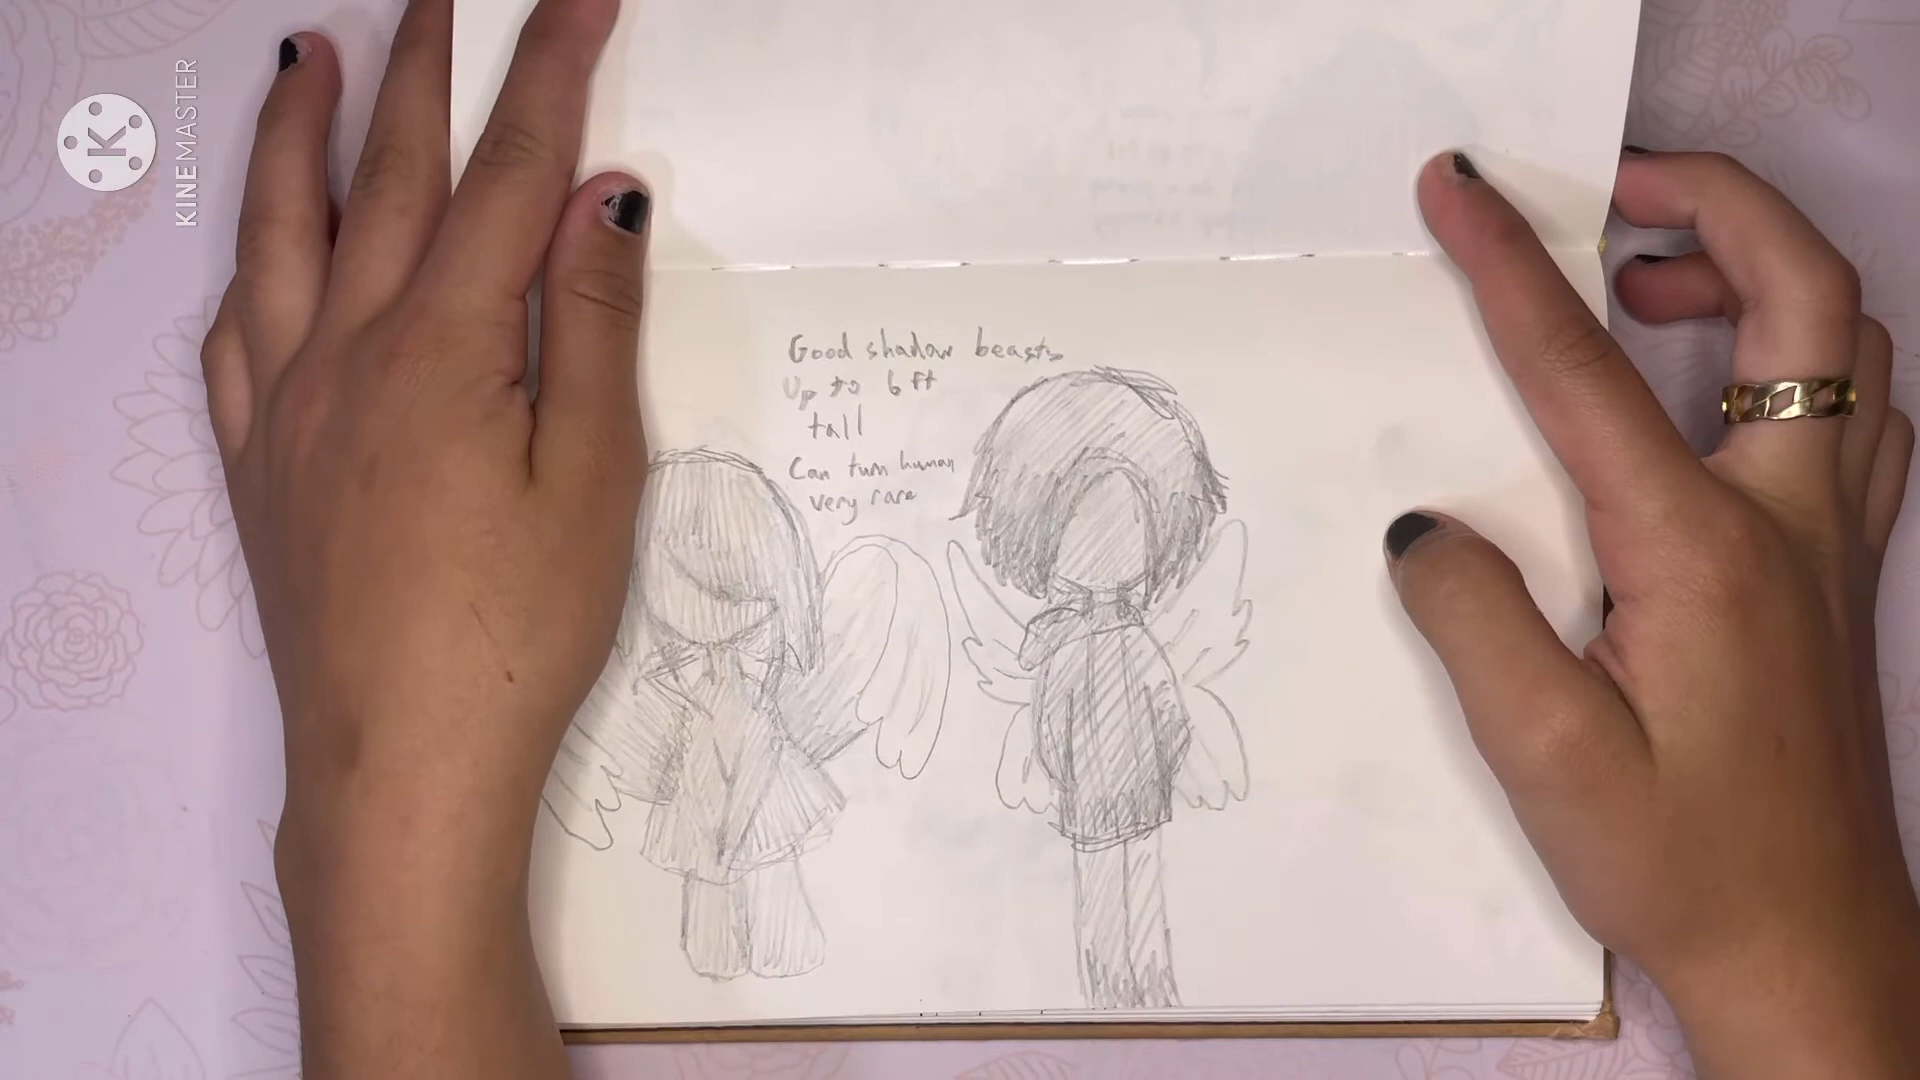 KINEMASTER
Good shadow beasts
Up to 6 ft
tall
Can turn human
very rare